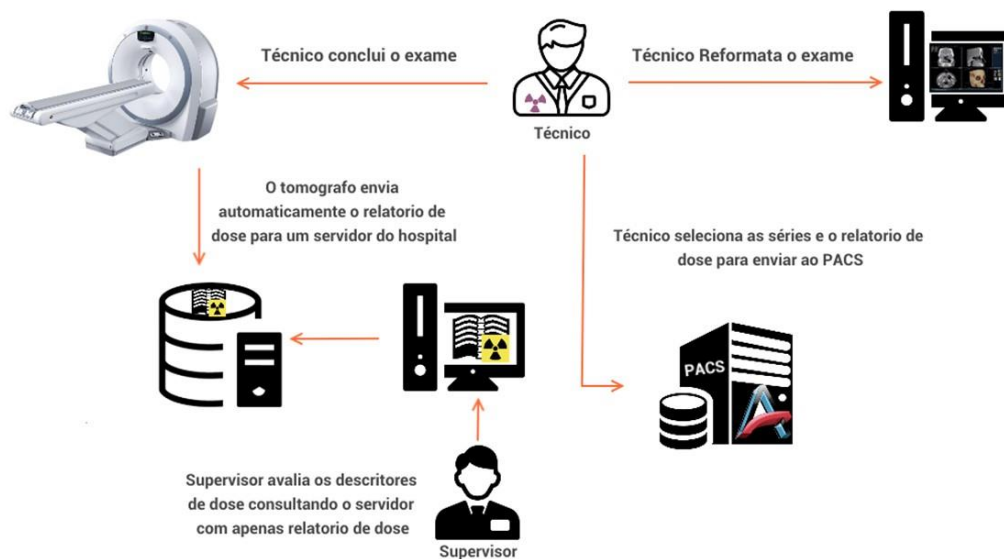 Técnico conclui o exame
Técnico Reformata o exame
Técnico
O tomografo envia
automaticamente o relatorio de
dose para um servidor do hospital
Técnico seleciona as séries e o relatorio de
dose para enviar ao PACS
PACS
Supervisor avalia os descritores
de dose consultando o servidor
com apenas relatorio de dose
Supervisor